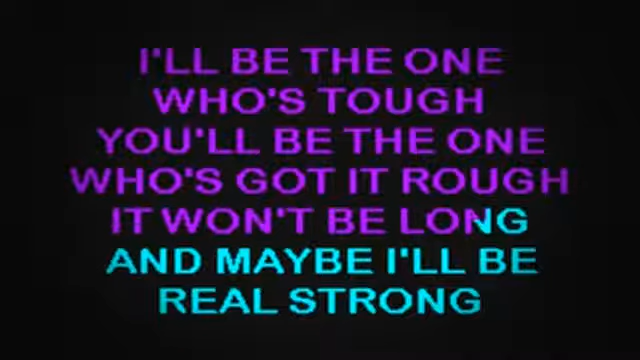 I'LL BE THE ONE
WHO'S TOUGH
YOU'LL BE THE ONE
WHO'S GOT IT ROUGH
IT WON'T BE LONG
AND MAYBE I'LL BE
REAL STRONG